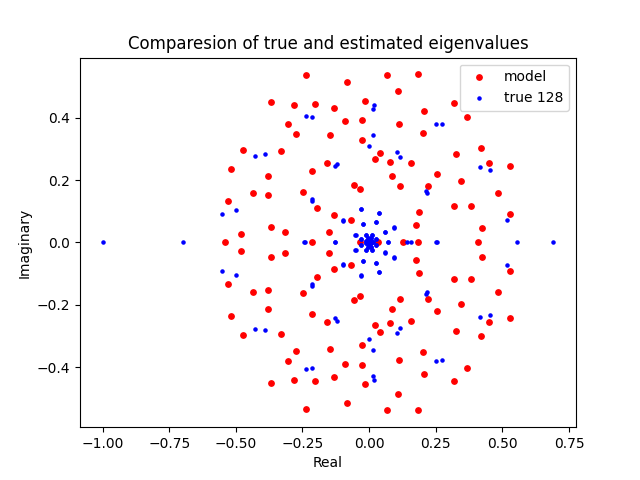 Comparesion of true and estimated eigenvalues
model
true 128
0.4
0.2
0.0
−0.2
−0.4
Imaginary
−1.00 −0.75 −0.50 −0.25 0.00 0.25 0.50 0.75
Real